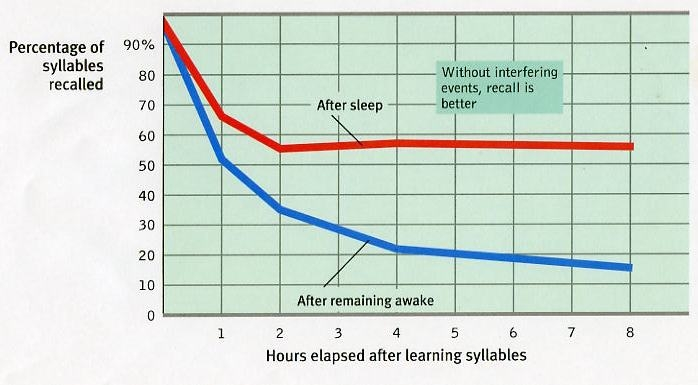 Percentage of
syllables
recalled
90%
80
70
60
50
40
30
20
10
0
Without interfering
events, recall is
better
After sleep
After remaining awake
1 2 3 4 5 6 7 8
Hours elapsed after learning syllables